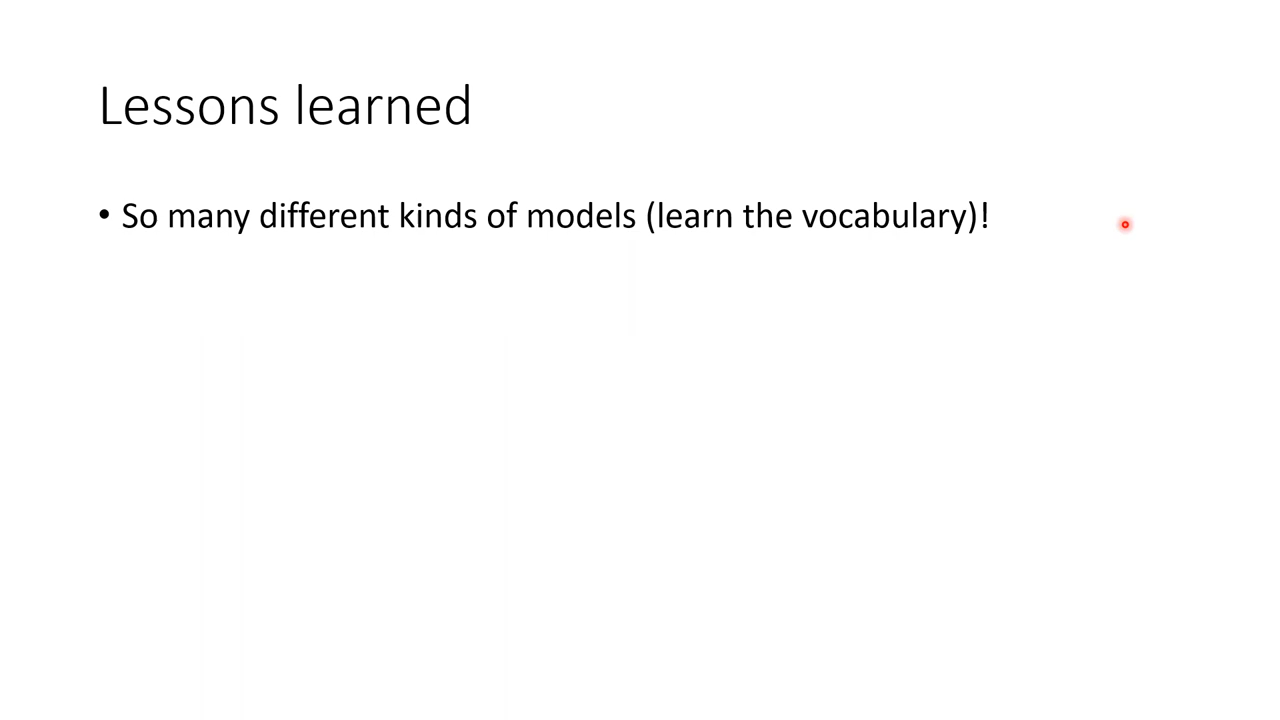 Lessons learned
• So many different kinds of models (learn the vocabulary)!